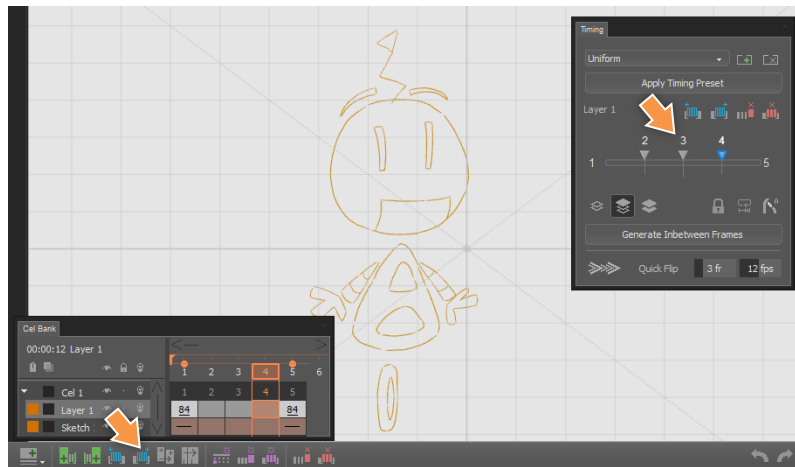 Timing
Uniform
Apply Timing Preset
Layer 1
2 3 4
1 5
Generate Inbetween Frames
Quick Flip 3 fr 12 fps
Cel Bank
00:00:12 Layer 1
1 2 3 4 5 6
Cel 1 1 2 3 4 5
Layer 1 84 84
Sketch